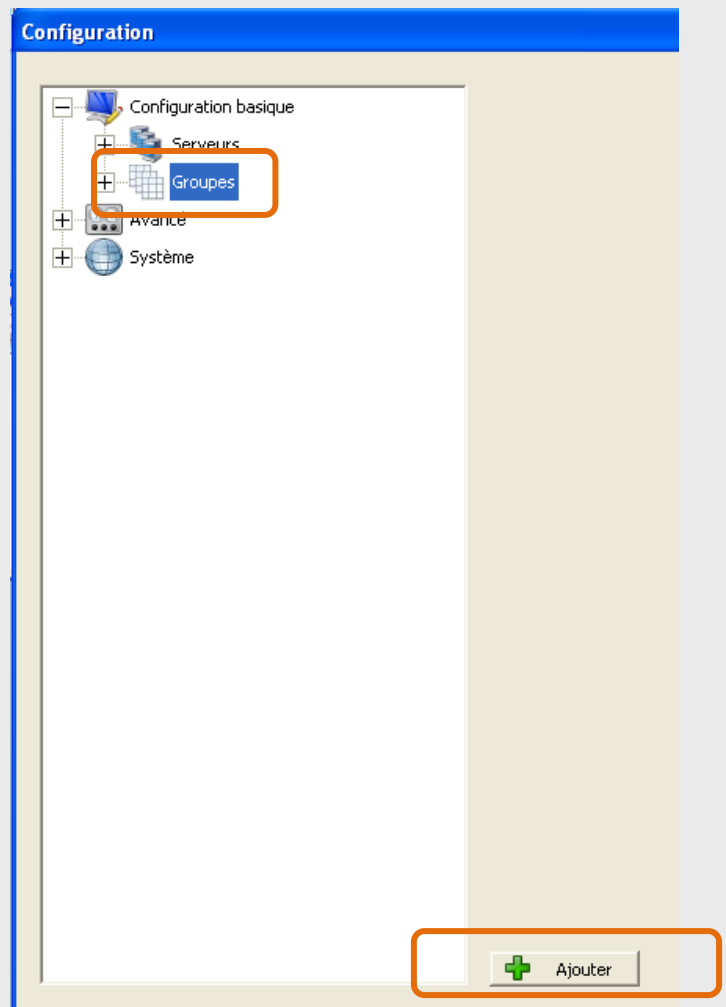 Configuration
Configuration basique
Serveurs
Groupes
Avancé
Système
Ajouter